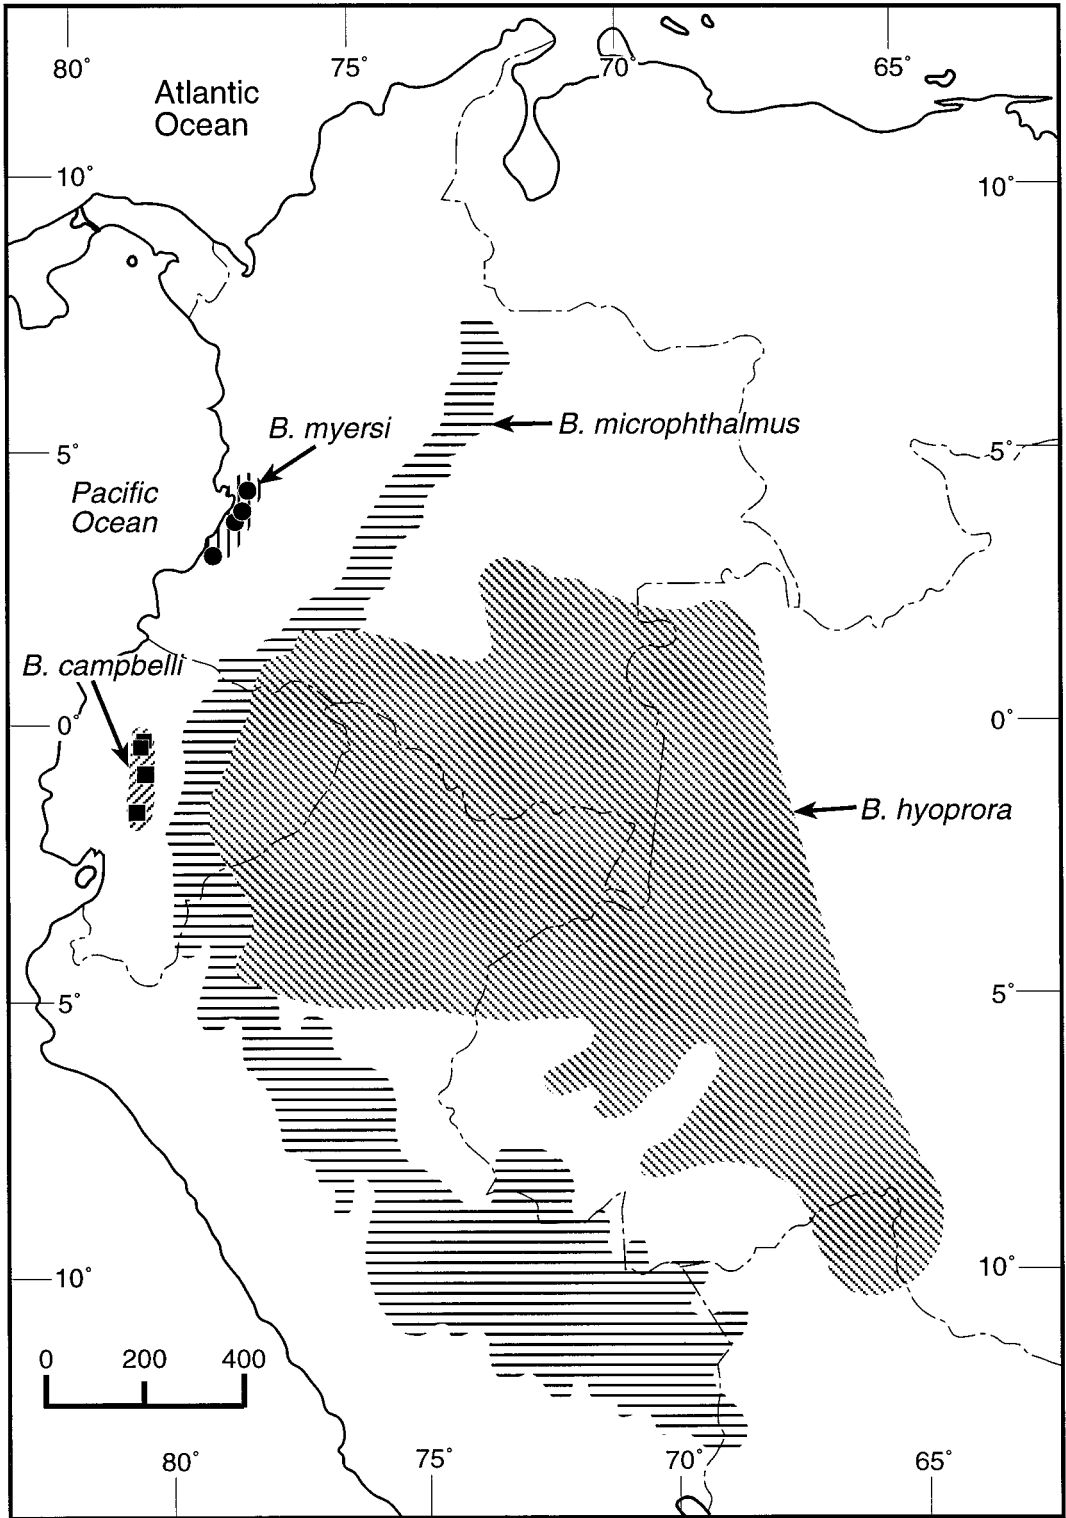 80° 75° 70° 65°
Atlantic
Ocean
10° 10°
B. myersi
B. microphthalmus
5° 5°
Pacific
Ocean
B. campbelli
0° 0°
B. hyoprora
5° 5°
10° 10°
0 200 400
80° 75° 70° 65°